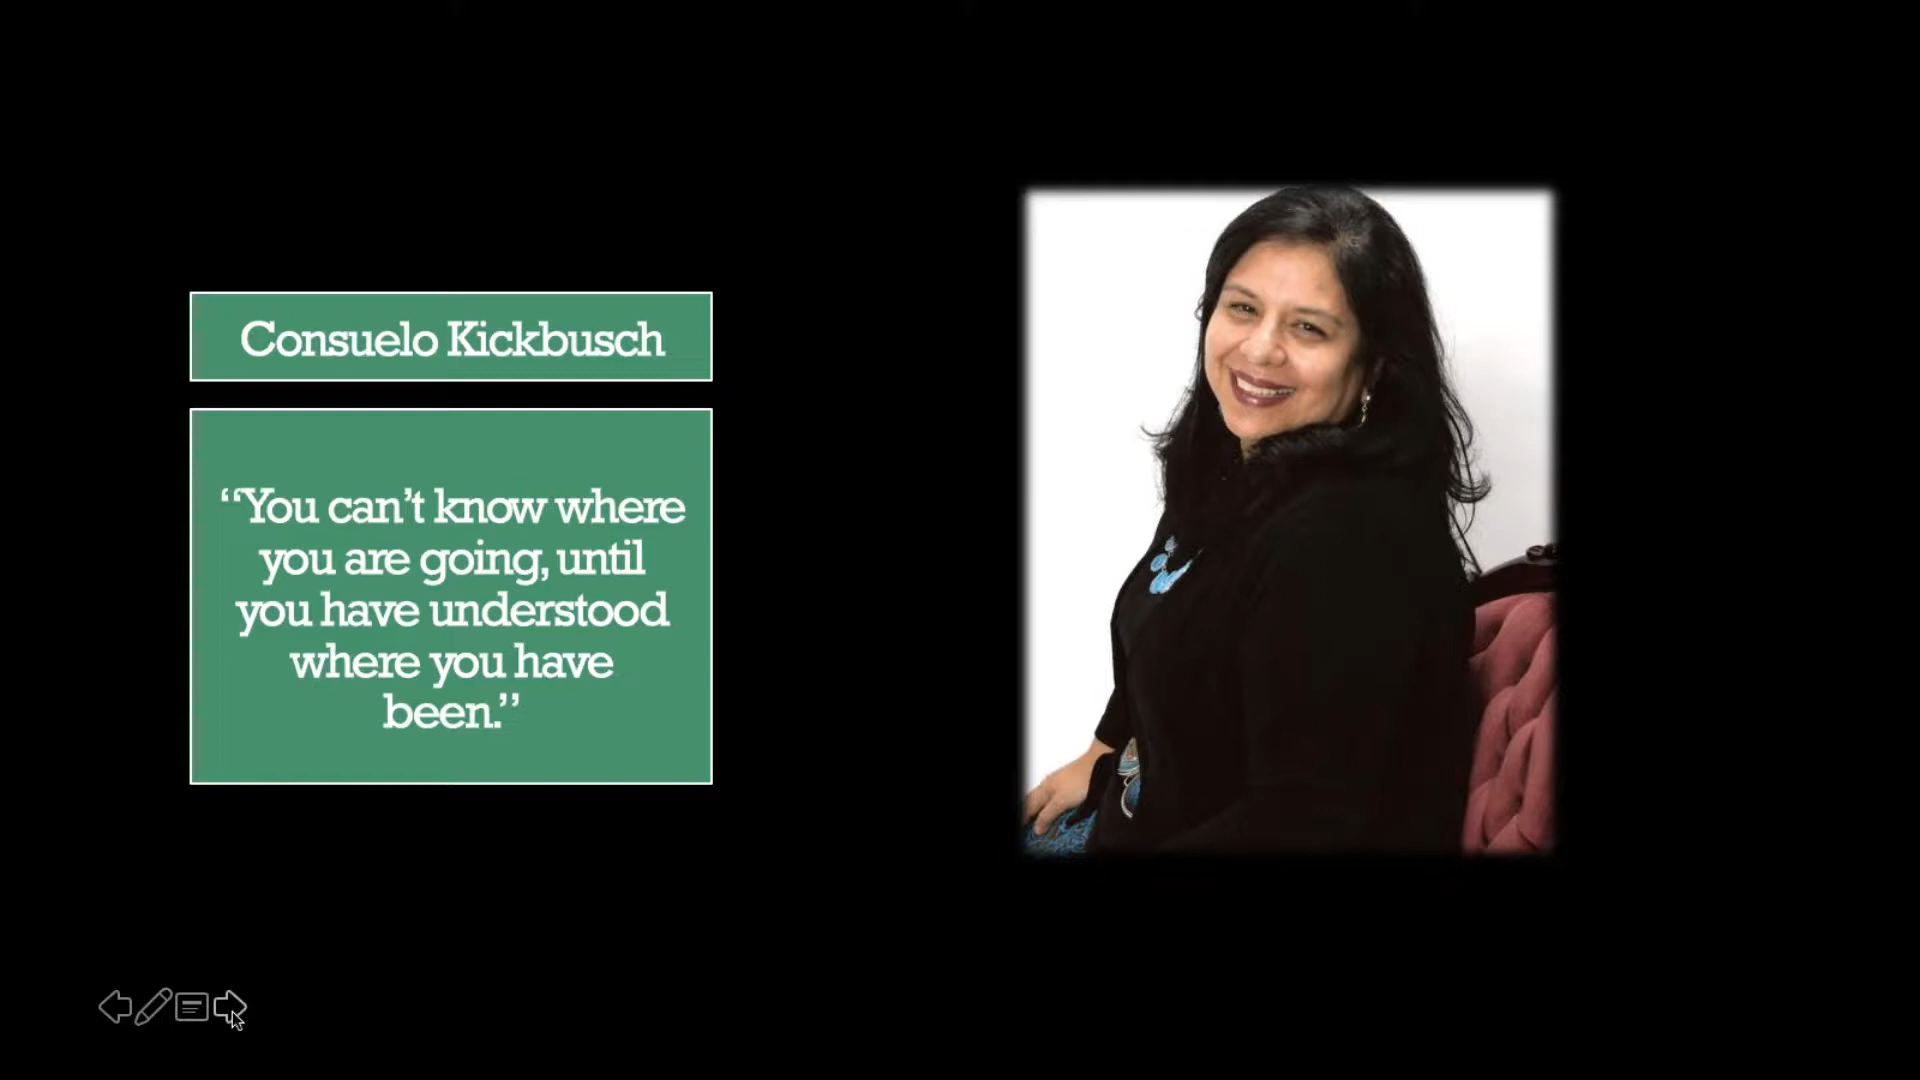 Consuelo Kickbusch
“You can’t know where
you are going, until
you have understood
where you have
been.”